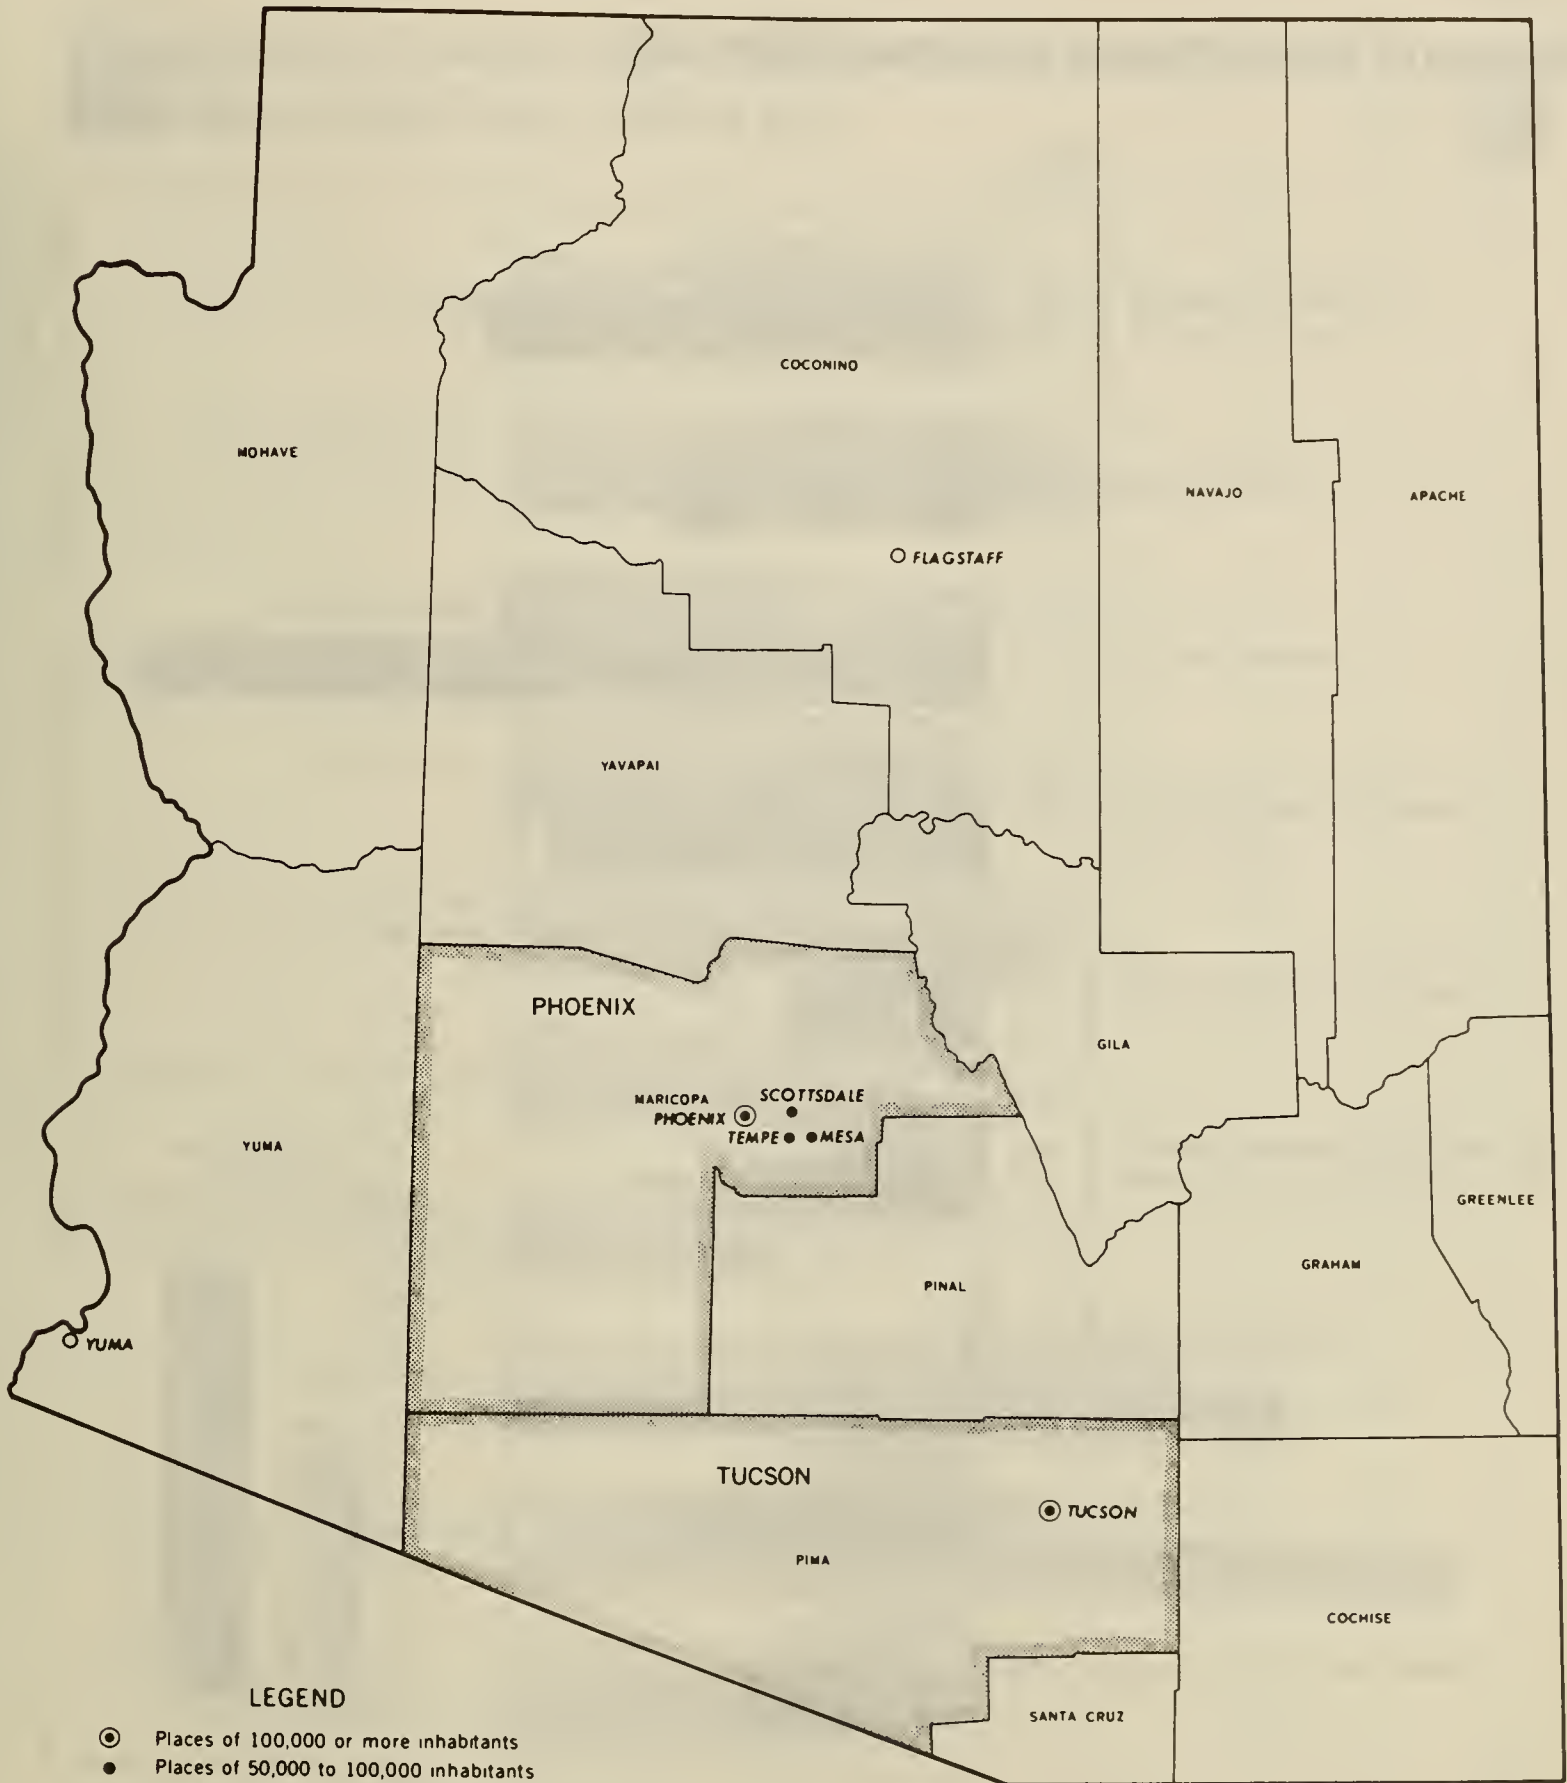 COCONINO
MOHAVE
NAVAJO
APACHE
FLAGSTAFF
YAVAPAI
PHOENIX
GILA
MARICOPA
SCOTTSDALE
PHOENIX
TEMPE
MESA
YUMA
GREENLEE
GRAHAM
PINAL
YUMA
TUCSON
TUCSON
PIMA
COCHISE
SANTA CRUZ
LEGEND
Places of 100,000 or more inhabitants
Places of 50,000 to 100,000 inhabitants